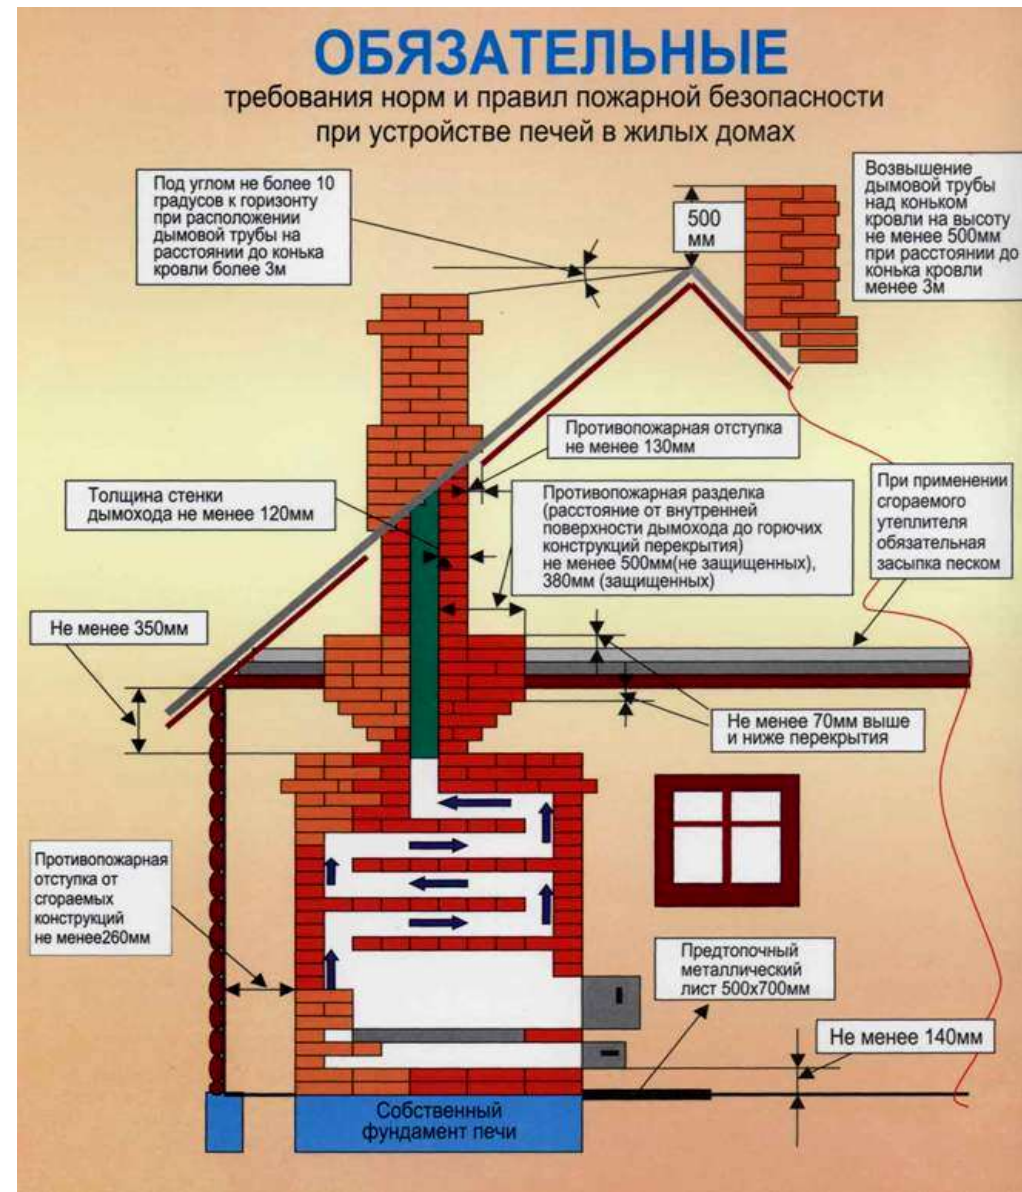 ОБЯЗАТЕЛЬНЫЕ
требования норм и правил пожарной безопасности
при устройстве печей в жилых домах
Под углом не более 10
градусов к горизонту
при расположении
дымовой трубы на
расстоянии до конька
кровли более 3м
500
мм
Возвышение
дымовой трубы
над коньком
кровли на высоту
не менее 500мм
при расстоянии до
конька кровли
менее 3м
Противопожарная отступка
не менее 130мм
Толщина стенки
дымохода не менее 120мм
Противопожарная разделка
(расстояние от внутренней
поверхности дымохода до горючих
конструкций перекрытия)
не менее 500мм(не защищенных),
380мм (защищенных)
При применении
сгораемого
утеплителя
обязательная
засыпка песком
Не менее 350мм
Не менее 70мм выше
и ниже перекрытия
Противопожарная
отступка от
сгораемых
конструкций
не менее260мм
Предтопочный
металлический
лист 500х700мм
Не менее 140мм
Собственный
фундамент печи